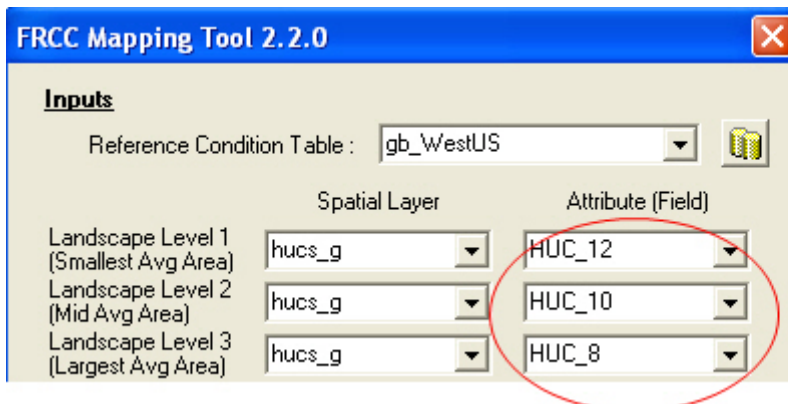 FRCC Mapping Tool 2.2.0
Inputs
Reference Condition Table : gb_WestUS
Spatial Layer Attribute (Field)
Landscape Level 1
(Smallest Avg Area) hucs_g HUC_12
Landscape Level 2
(Mid Avg Area) hucs_g HUC_10
Landscape Level 3
(Largest Avg Area) hucs_g HUC_8